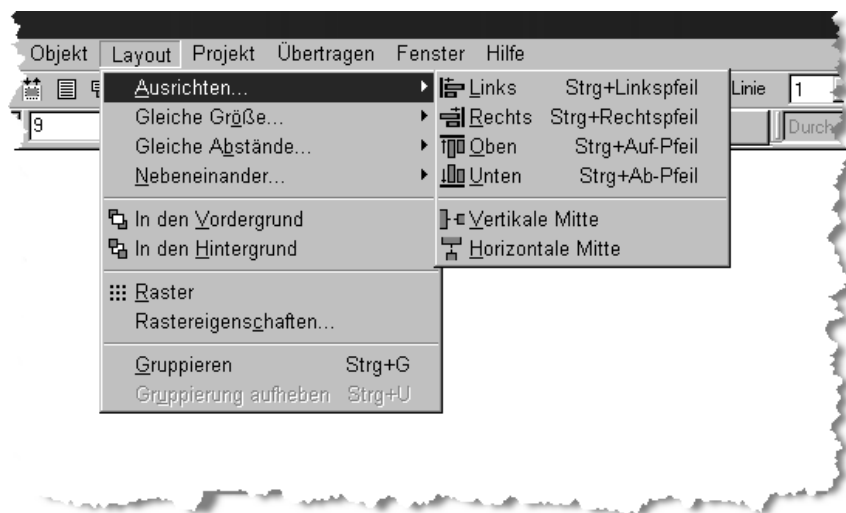 Objekt Layout Projekt Übertragen Fenster Hilfe
Linie 1
9
Ausrichten...
Gleiche Größe...
Gleiche Abstände...
Nebeneinander...
In den Vordergrund
In den Hintergrund
Raster
Rastereigenschaften...
Gruppieren Strg+G
Gruppierung aufheben Strg+U
Links Strg+Linkspfeil
Rechts Strg+Rechtspfeil
Oben Strg+Auf-Pfeil
Unten Strg+Ab-Pfeil
Vertikale Mitte
Horizontale Mitte